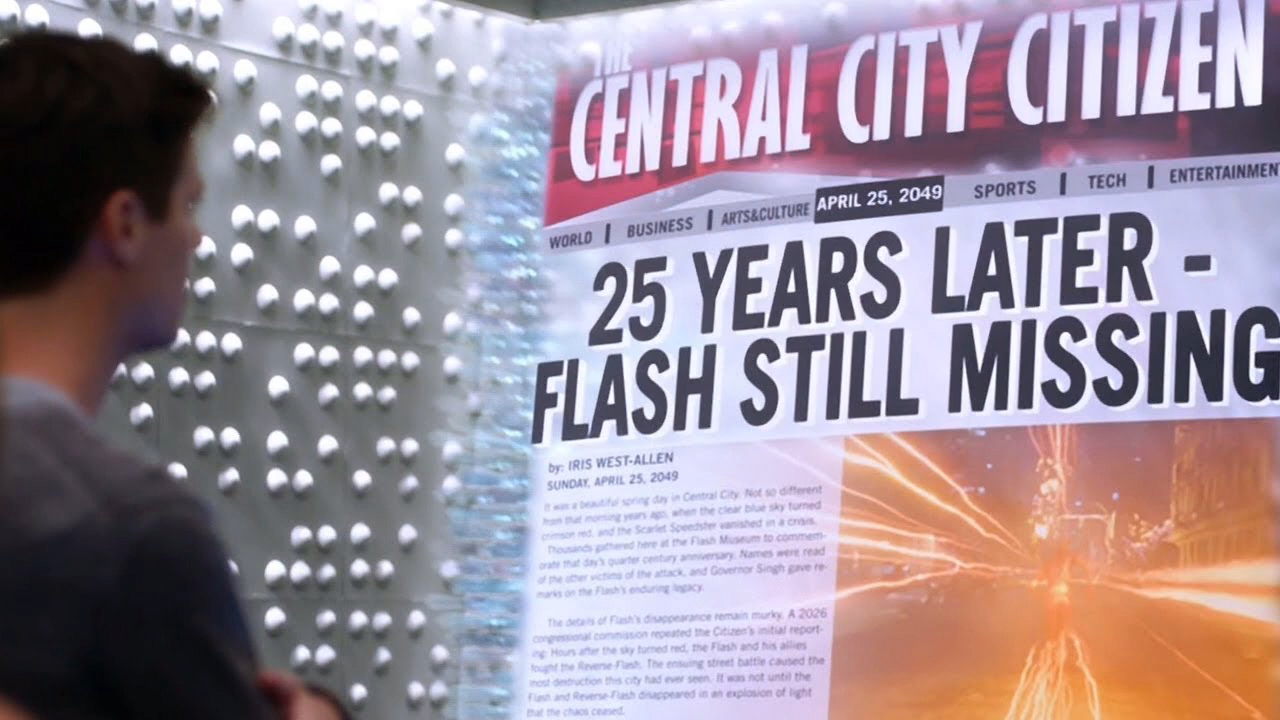 THE
CENTRAL CITY CITIZEN
WORLD | BUSINESS | ARTS&CULTURE APRIL 25, 2049 SPORTS | TECH | ENTERTAINMENT
25 YEARS LATER -
FLASH STILL MISSING
by: IRIS WEST-ALLEN
SUNDAY, APRIL 25, 2049
It was a beautiful spring day in Central City. Not so different
from that morning years ago, when the clear blue sky turned
crimson red, and the Scarlet Speedster vanished in a crisis.
Thousands gathered here at the Flash Museum to commem-
orate that day's quarter century anniversary. Names were read
of the other victims of the attack, and Governor Singh gave re-
marks on the Flash's enduring legacy.
The details of Flash's disappearance remain murky. A 2026
congressional commission repeated the Citizen's initial report-
ing: Hours after the sky turned red, the Flash and his allies
fought the Reverse-Flash. The ensuing street battle caused the
most destruction this city had ever seen. It was not until the
Flash and Reverse-Flash disappeared in an explosion of light
that the chaos ceased.